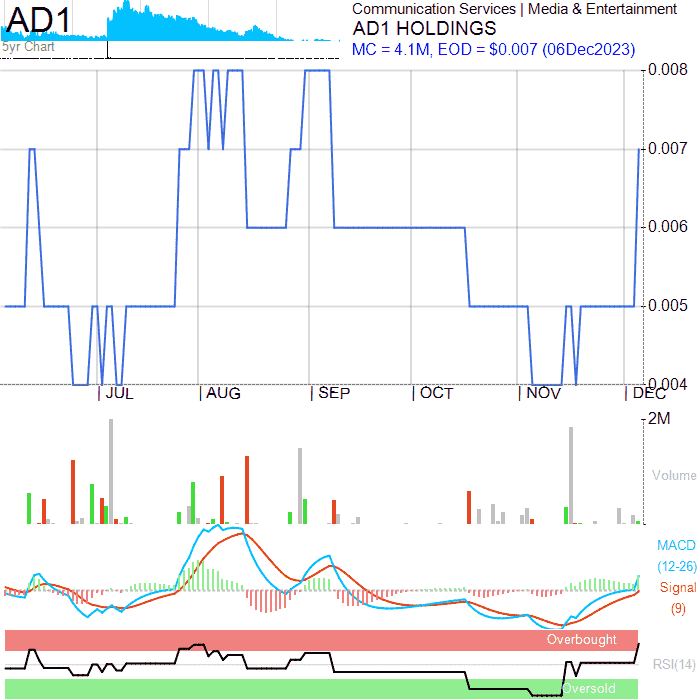 AD1
5yr Chart
Communication Services | Media & Entertainment
AD1 HOLDINGS
MC = 4.1M, EOD = $0.007 (06Dec2023)
0.008
0.007
0.006
0.005
0.004
JUL AUG SEP OCT NOV DEC
2M
Volume
MACD
(12-26)
Signal
(9)
Overbought
RSI(14)
Oversold